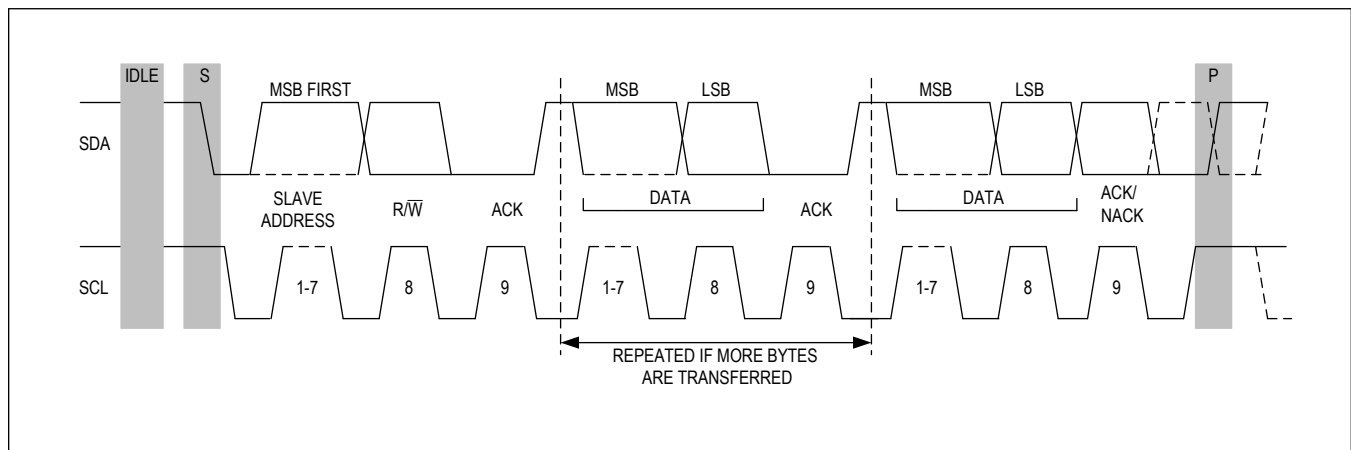 IDLE
S
MSB FIRST
MSB
LSB
MSB
LSB
P
SDA
SLAVE
ADDRESS
R/W̅
ACK
DATA
ACK
DATA
ACK/
NACK
SCL
1-7
8
9
1-7
8
9
1-7
8
9
REPEATED IF MORE BYTES
ARE TRANSFERRED